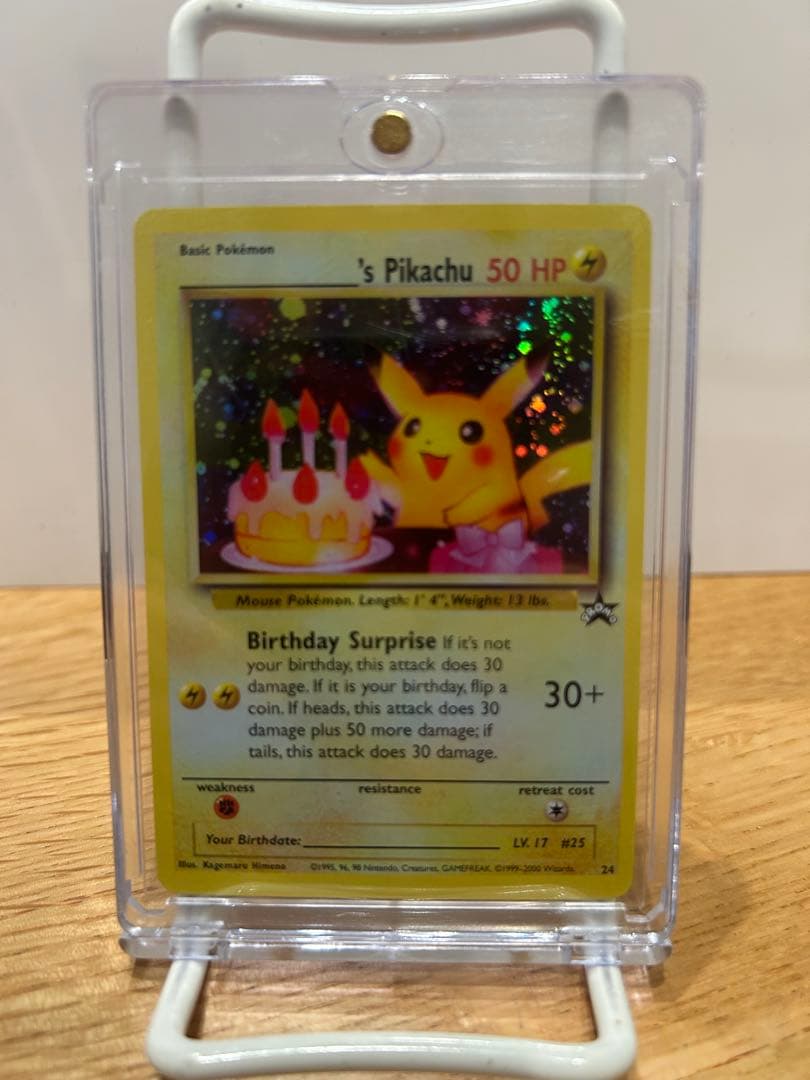 Basic Pokémon
____________'s Pikachu 50 HP
Mouse Pokémon. Length: 1' 4", Weight: 13 lbs.
PROMO
Birthday Surprise If it's not
your birthday, this attack does 30
damage. If it is your birthday, flip a
coin. If heads, this attack does 30
damage plus 50 more damage; if
tails, this attack does 30 damage.
30+
weakness resistance retreat cost
Your Birthdate:____________________ LV. 17 #25
Illus. Kagemaru Himeno ©1995, 96, 98 Nintendo, Creatures, GAMEFREAK. ©1999-2000 Wizards. 24